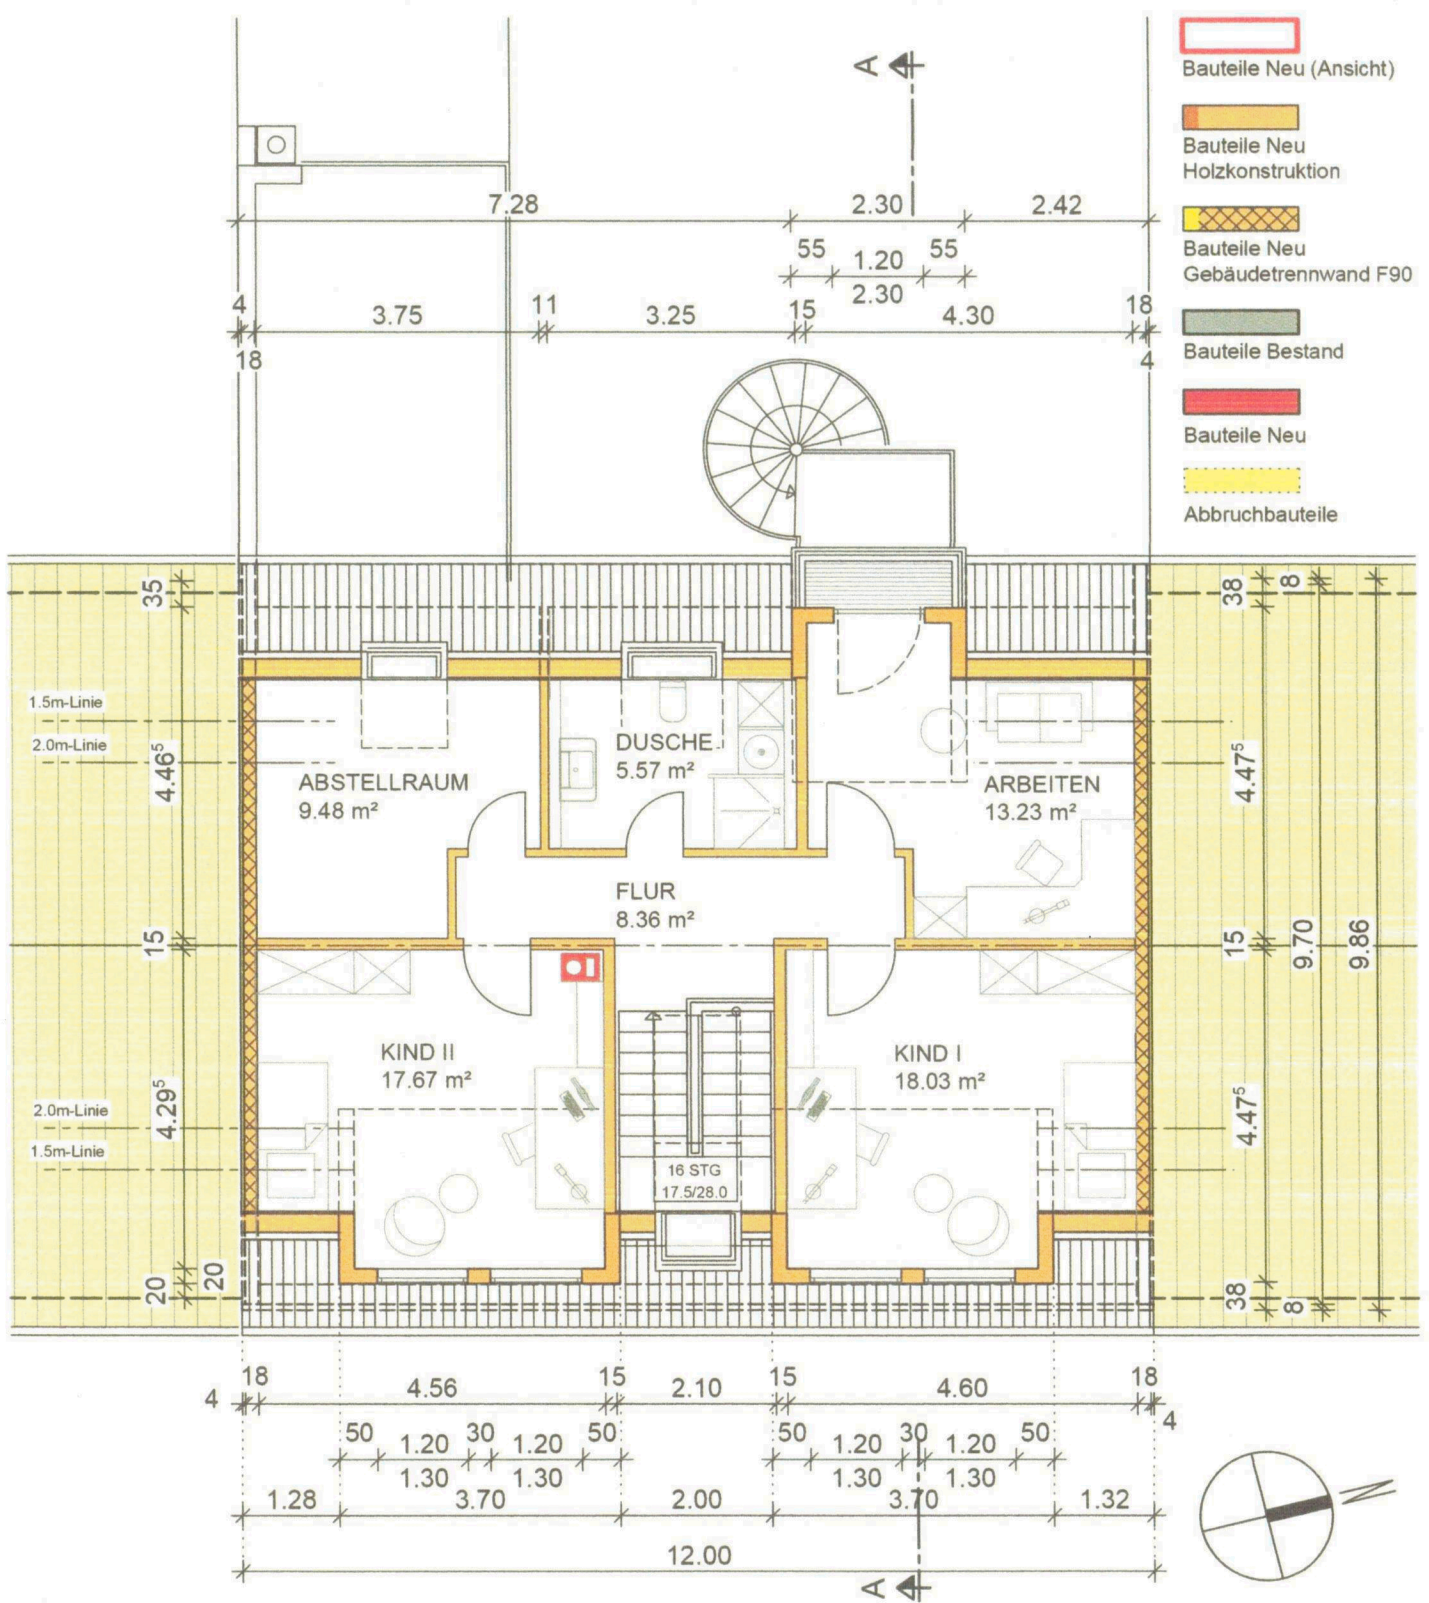 A
Bauteile Neu (Ansicht)
Bauteile Neu
Holzkonstruktion
Bauteile Neu
Gebäudetrennwand F90
Bauteile Bestand
Bauteile Neu
Abbruchbauteile
7.28 2.30 2.42
55 1.20 55
2.30
4 3.75 11 3.25 15 4.30 18
18 4
35 38 8
1.5m-Linie
2.0m-Linie
4.46⁵
DUSCHE
5.57 m²
ABSTELLRAUM
9.48 m²
ARBEITEN
13.23 m²
4.47⁵
FLUR
8.36 m²
15 15 9.70 9.86
KIND II
17.67 m²
KIND I
18.03 m²
2.0m-Linie
1.5m-Linie
4.29⁵
4.47⁵
16 STG
17.5/28.0
20 20 38 8
4 18 4.56 15 2.10 15 4.60 18 4
50 1.20 30 1.20 50 50 1.20 30 1.20 50
1.30 1.30 1.30 1.30
1.28 3.70 2.00 3.70 1.32
12.00
N
A